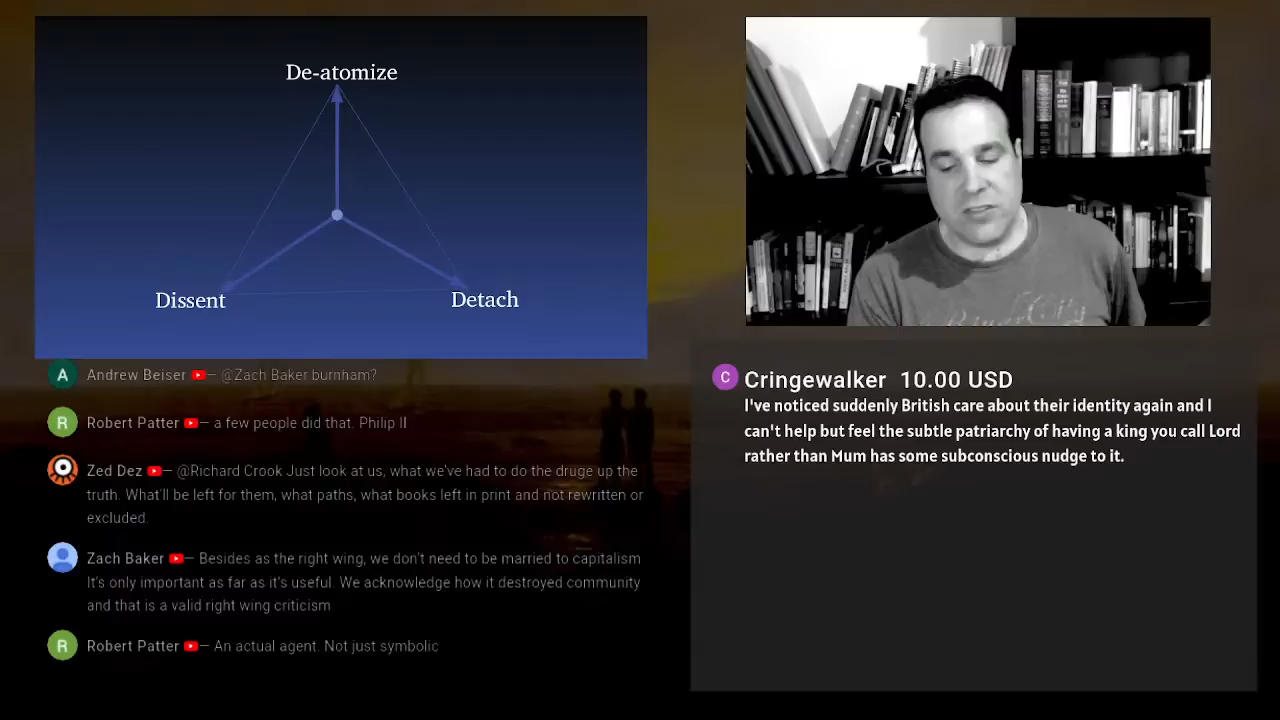 De-atomize
Dissent
Detach
A Andrew Beiser — @Zach Baker burnham?
R Robert Patter — a few people did that. Philip II
Zed Dez — @Richard Crook Just look at us, what we've had to do the druge up the
truth. What'll be left for them, what paths, what books left in print and not rewritten or
excluded.
Zach Baker — Besides as the right wing, we don't need to be married to capitalism
It's only important as far as it's useful. We acknowledge how it destroyed community
and that is a valid right wing criticism
R Robert Patter — An actual agent. Not just symbolic
C Cringewalker 10.00 USD
I've noticed suddenly British care about their identity again and I
can't help but feel the subtle patriarchy of having a king you call Lord
rather than Mum has some subconscious nudge to it.